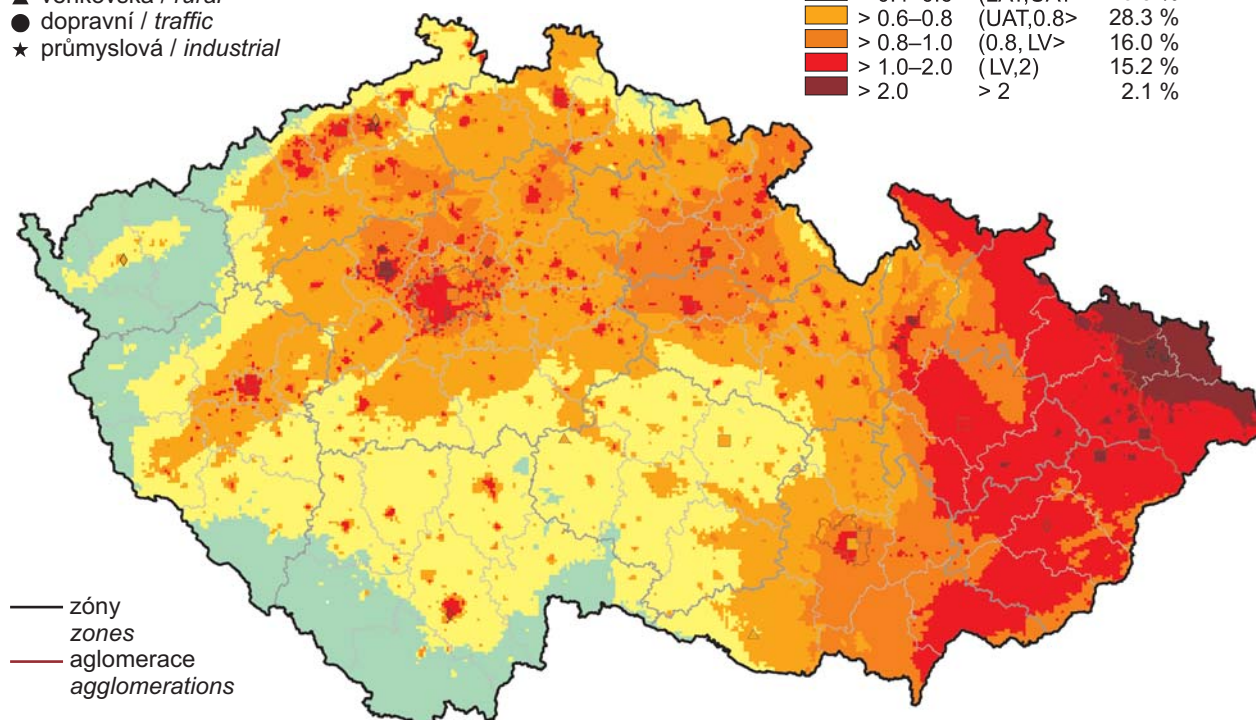 ▲ venkovská / rural
● dopravní / traffic
★ průmyslová / industrial
> 0.6–0.8 (UAT,0.8> 28.3 %
> 0.8–1.0 (0.8, LV> 16.0 %
> 1.0–2.0 (LV,2) 15.2 %
> 2.0 > 2 2.1 %
zóny
zones
aglomerace
agglomerations